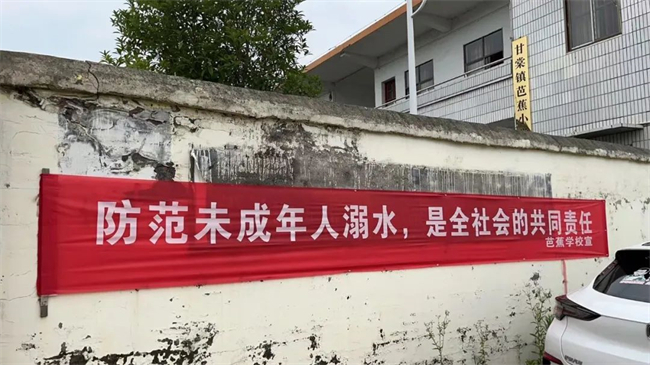 甘棠镇芭蕉小
防范未成年人溺水，是全社会的共同责任
芭蕉学校宣